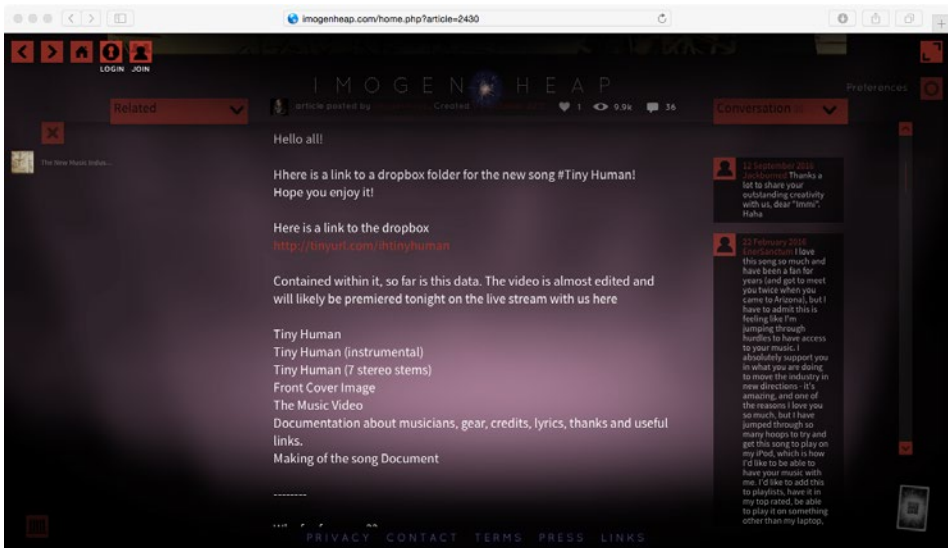 imogenheap.com/home.php?article=2430
LOGIN JOIN
IMOGEN HEAP
Preferences
Related
article posted by
Created
1
9.9k
36
Conversation
The New Music Indus...
Hello all!
Hhere is a link to a dropbox folder for the new song #Tiny Human!
Hope you enjoy it!
Here is a link to the dropbox
http://tinyurl.com/ihtinyhuman
Contained within it, so far is this data. The video is almost edited and
will likely be premiered tonight on the live stream with us here
Tiny Human
Tiny Human (instrumental)
Tiny Human (7 stereo stems)
Front Cover Image
The Music Video
Documentation about musicians, gear, credits, lyrics, thanks and useful
links.
Making of the song Document
--------
12 September 2016
Jackburned Thanks a
lot to share your
outstanding creativity
with us, dear "Immi".
Haha
23 February 2016
EnerSanctum I love
this song so much and
have been a fan for
years (and got to meet
you twice when you
came to Arizona), but I
have to admit this is
feeling like I'm
jumping through
hurdles to have access
to your music. I
absolutely support you
in what you are doing
to move the industry in
new directions - it's
amazing, and one of
the reasons I love you
so much, but I have
jumped through so
many hoops to try and
get this song to play on
my iPod, which is how
I'd like to be able to
have your music with
me. I'd like to add this
to playlists, have it in
my top rated, be able
to play it on something
other than my laptop,
PRIVACY CONTACT TERMS PRESS LINKS